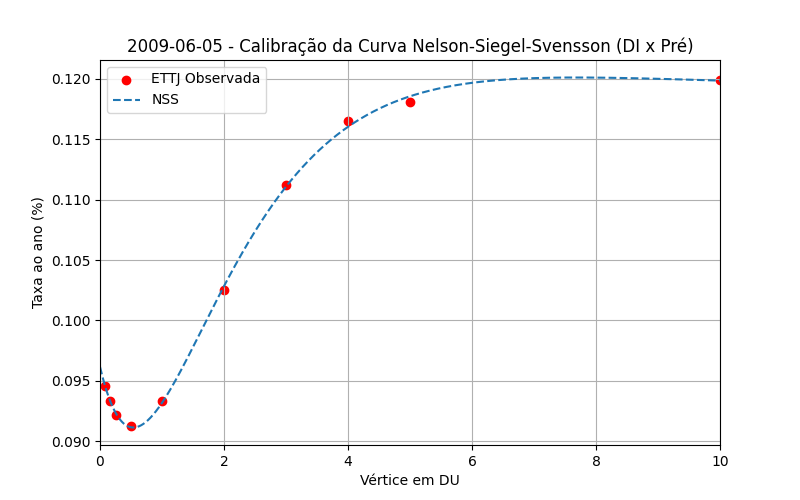 2009-06-05 - Calibração da Curva Nelson-Siegel-Svensson (DI x Pré)
ETTJ Observada
NSS
Taxa ao ano (%)
0.120
0.115
0.110
0.105
0.100
0.095
0.090
0
2
4
6
8
10
Vértice em DU